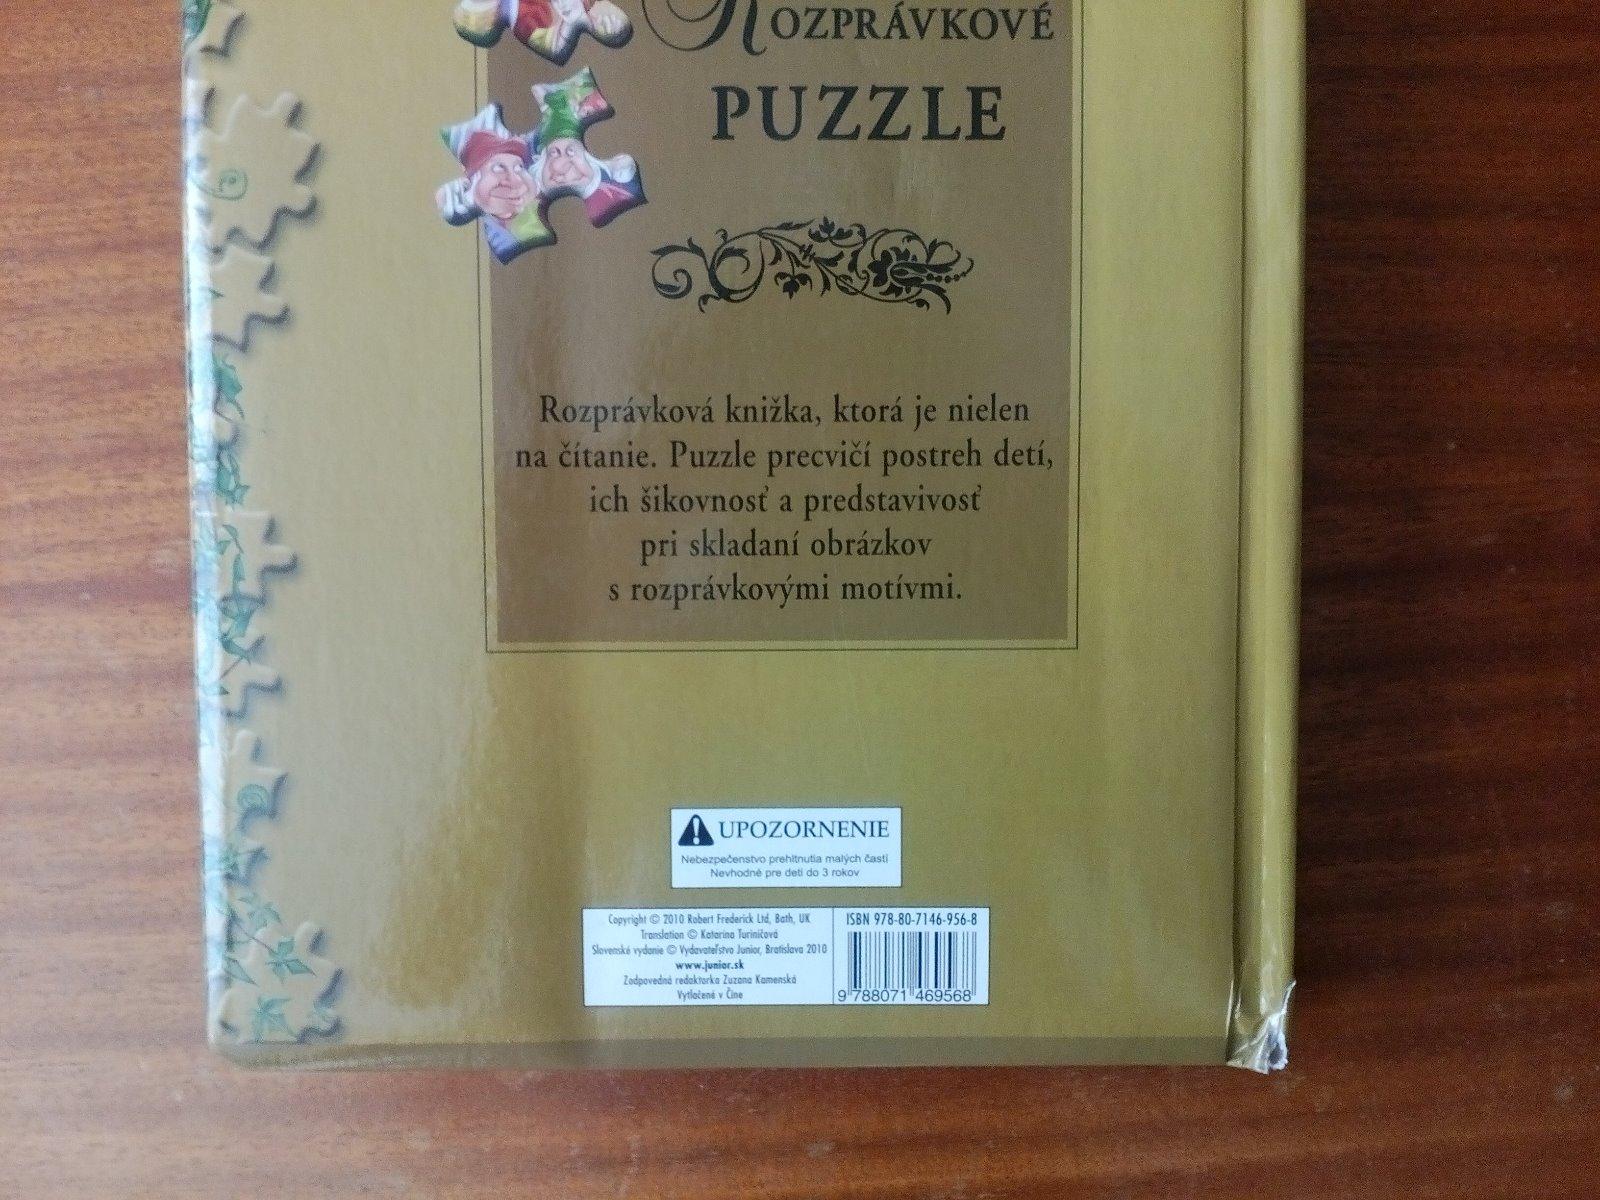 ROZPRÁVKOVÉ
PUZZLE
Rozprávková knižka, ktorá je nielen
na čítanie. Puzzle precvičí postreh detí,
ich šikovnosť a predstavivosť
pri skladaní obrázkov
s rozprávkovými motívmi.
UPOZORNENIE
Nebezpečenstvo prehltnutia malých častí
Nevhodné pre deti do 3 rokov
Copyright © 2010 Robert Frederick Ltd, Bath, UK
Translation © Katarína Turiničová
Slovenské vydanie © Vydavateľstvo Junior, Bratislava 2010
www.junior.sk
Zodpovedná redaktorka Zuzana Kamenská
Vytlačené v Číne
ISBN 978-80-7146-956-8
9 788071 469568